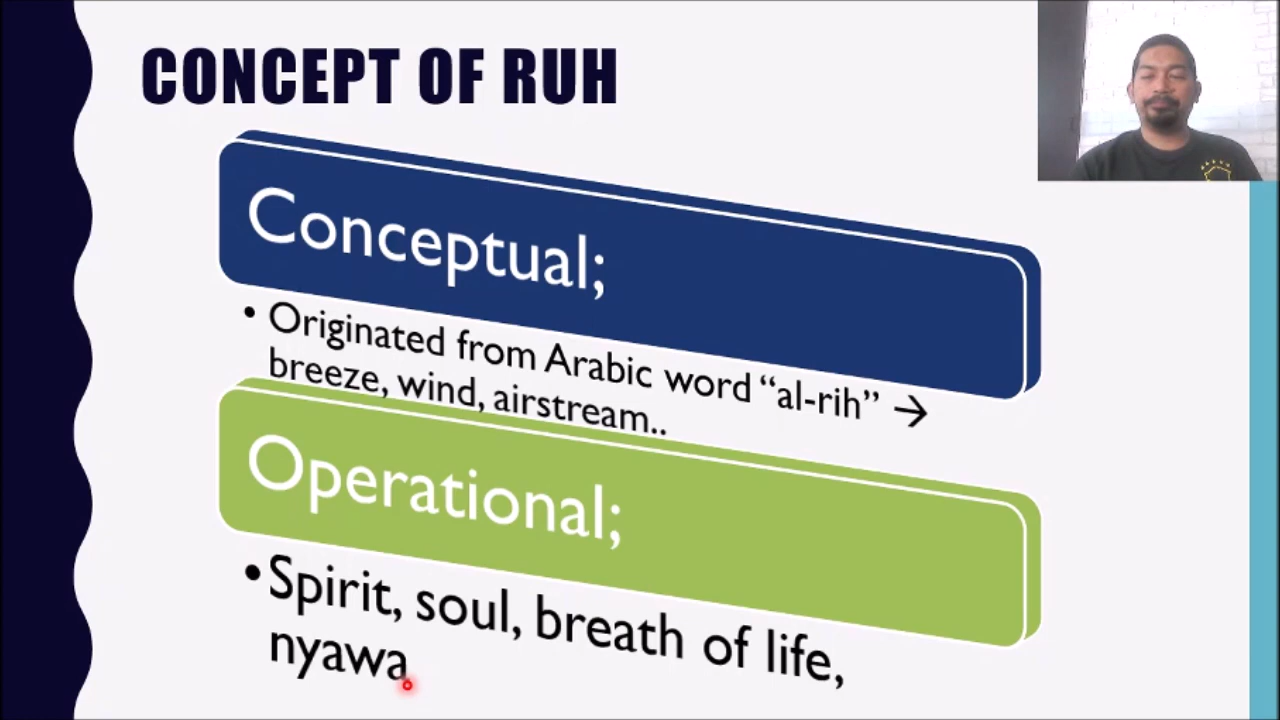 CONCEPT OF RUH
Conceptual;
• Originated from Arabic word “al-rih” →
breeze, wind, airstream..
Operational;
• Spirit, soul, breath of life,
nyawa